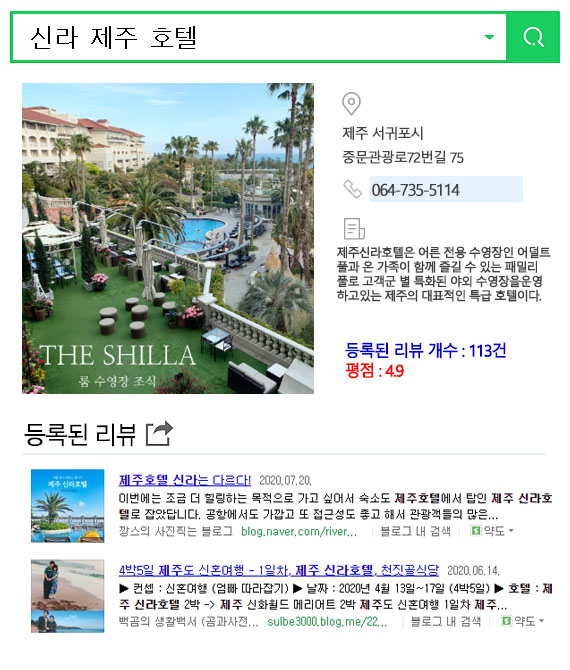 신라 제주 호텔
제주 서귀포시
중문관광로72번길 75
064-735-5114
제주신라호텔은 어른 전용 수영장인 어덜트
풀과 온 가족이 함께 즐길 수 있는 패밀리
풀로 고객군 별 특화된 야외 수영장을운영
하고있는 제주의 대표적인 특급 호텔이다.
THE SHILLA
룸 수영장 조식
등록된 리뷰 개수 : 113건
평점 : 4.9
등록된 리뷰
제주 신라호텔
제주호텔 신라는 다르다! 2020.07.20.
이번에는 조금 더 힐링하는 목적으로 가고 싶어서 숙소도 제주호텔에서 탑인 제주 신라호
텔로 잡았답니다. 공항에서도 가깝고 또 접근성도 좋고 해서 관광객들의 많은...
깡스의 사진찍는 블로그 blog.naver.com/river... 블로그 내 검색 약도
4박5일 제주도 신혼여행 - 1일차, 제주 신라호텔, 천짓골식당 2020.06.14.
▶ 컨셉 : 신혼여행 (엄빠 따라잡기) ▶ 날짜 : 2020년 4월 13일~17일 (4박5일) ▶ 호텔 : 제
주 신라호텔 2박 -> 제주 신화월드 메리어트 2박 제주도 신혼여행 1일차 제주...
백곰의 생활백서 (곰과사전... sulbe3000.blog.me/22... 블로그 내 검색 약도